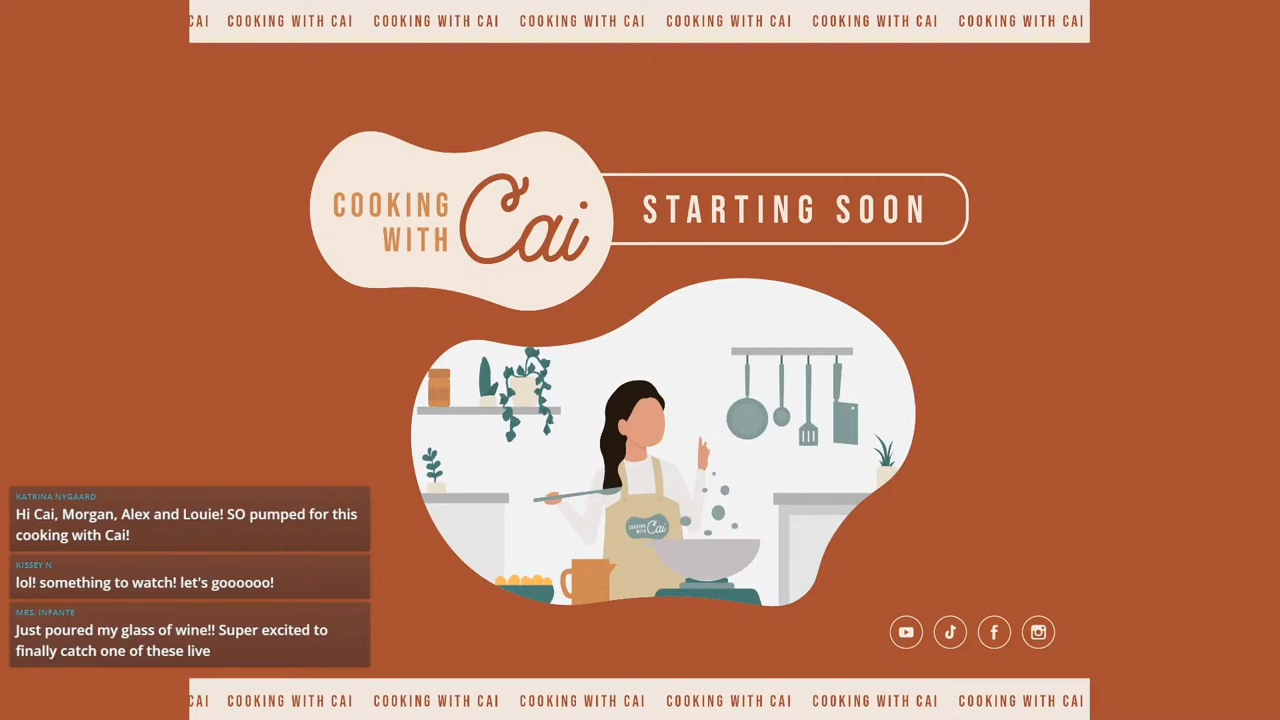 CAI COOKING WITH CAI COOKING WITH CAI COOKING WITH CAI COOKING WITH CAI COOKING WITH CAI COOKING WITH CAI
COOKING
WITH
Cai
STARTING SOON
COOKING
WITH
Cai
KATRINA NYGAARD
Hi Cai, Morgan, Alex and Louie! SO pumped for this
cooking with Cai!
KISSEY N
lol! something to watch! let's goooooo!
MRS. INFANTE
Just poured my glass of wine!! Super excited to
finally catch one of these live
CAI COOKING WITH CAI COOKING WITH CAI COOKING WITH CAI COOKING WITH CAI COOKING WITH CAI COOKING WITH CAI